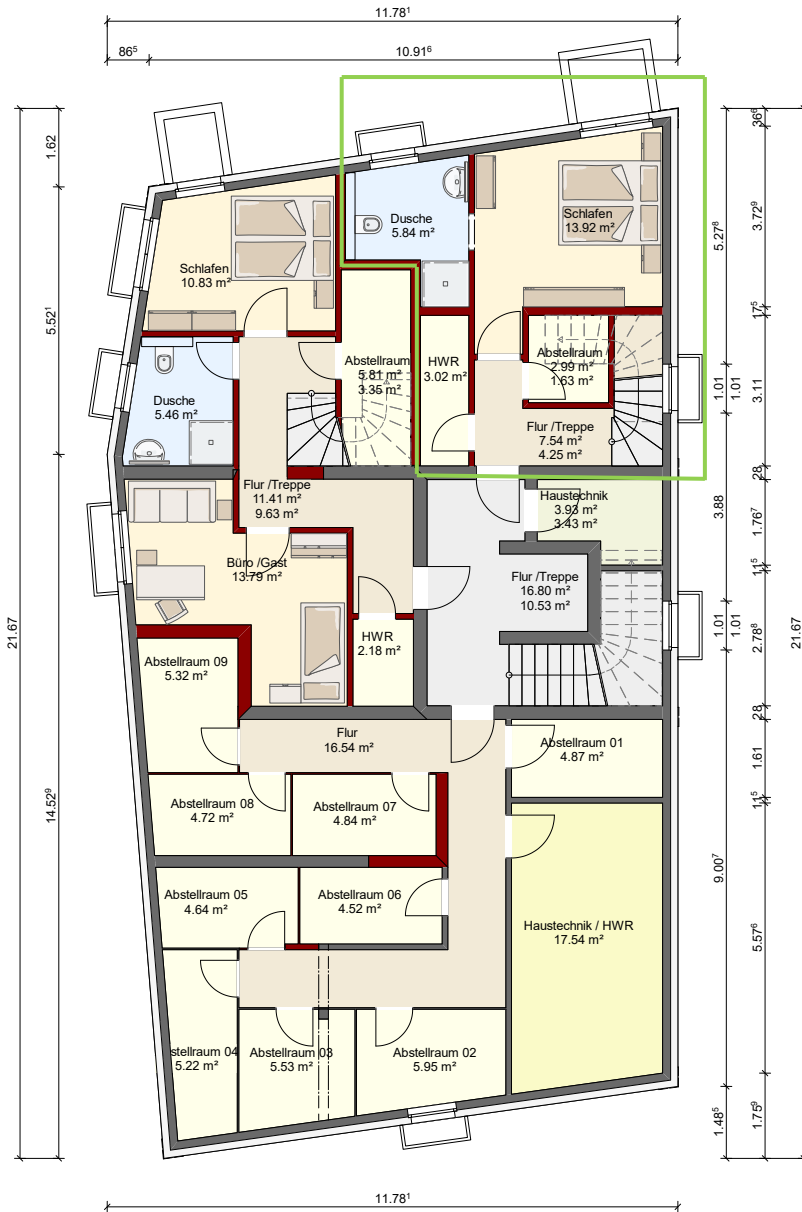 11.78¹
86⁵
10.91⁶
1.62
5.52¹
14.52⁹
21.67
36⁶
3.72⁹
5.27⁸
17⁵
1.01
1.01
3.11
28
3.88
1.76⁷
11⁵
1.01
1.01
2.78⁸
28
1.61
11⁵
9.00⁷
5.57⁶
1.48⁵
1.75⁹
21.67
Dusche
5.84 m²
Schlafen
13.92 m²
Schlafen
10.83 m²
Abstellraum
5.81 m²
3.35 m²
HWR
3.02 m²
Abstellraum
2.99 m²
1.63 m²
Dusche
5.46 m²
Flur /Treppe
7.54 m²
4.25 m²
Flur /Treppe
11.41 m²
9.63 m²
Haustechnik
3.93 m²
3.43 m²
Büro /Gast
13.79 m²
Flur /Treppe
16.80 m²
10.53 m²
HWR
2.18 m²
Abstellraum 09
5.32 m²
Flur
16.54 m²
Abstellraum 01
4.87 m²
Abstellraum 08
4.72 m²
Abstellraum 07
4.84 m²
Abstellraum 05
4.64 m²
Abstellraum 06
4.52 m²
Haustechnik / HWR
17.54 m²
stellraum 04
5.22 m²
Abstellraum 03
5.53 m²
Abstellraum 02
5.95 m²
11.78¹